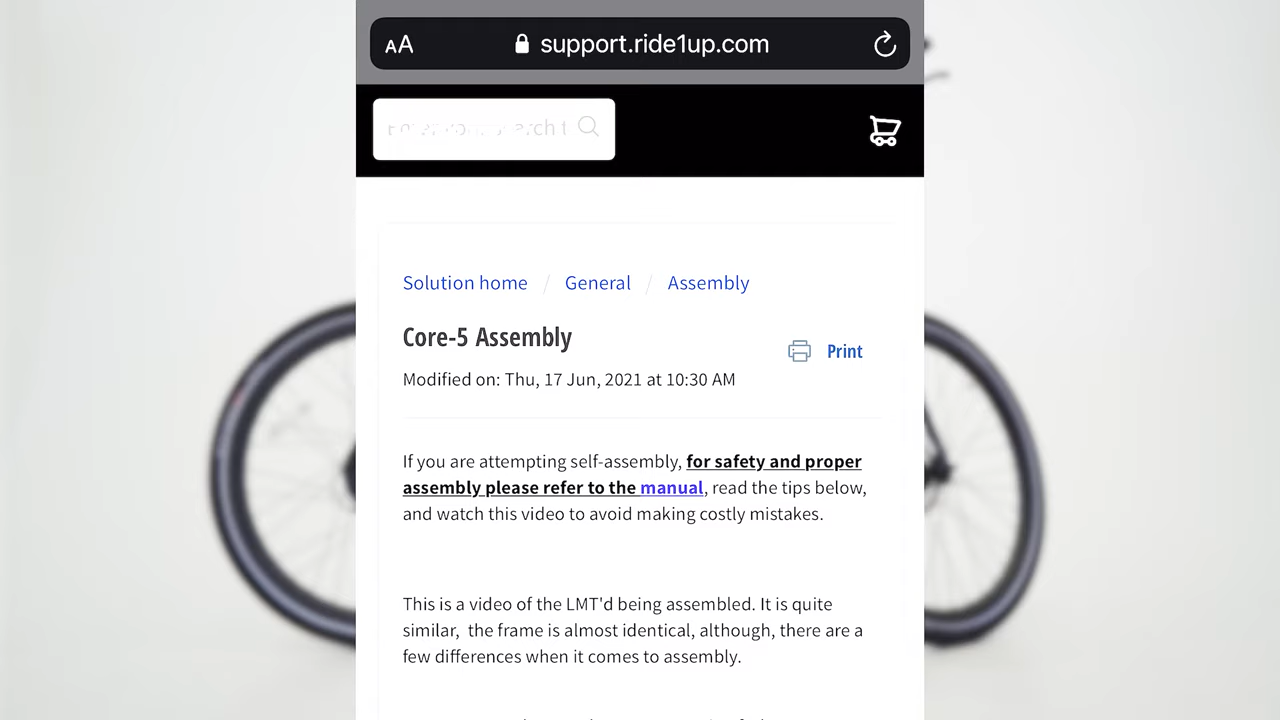 AA support.ride1up.com
Solution home / General / Assembly
Core-5 Assembly
Print
Modified on: Thu, 17 Jun, 2021 at 10:30 AM
If you are attempting self-assembly, for safety and proper
assembly please refer to the manual, read the tips below,
and watch this video to avoid making costly mistakes.
This is a video of the LMT'd being assembled. It is quite
similar, the frame is almost identical, although, there are a
few differences when it comes to assembly.